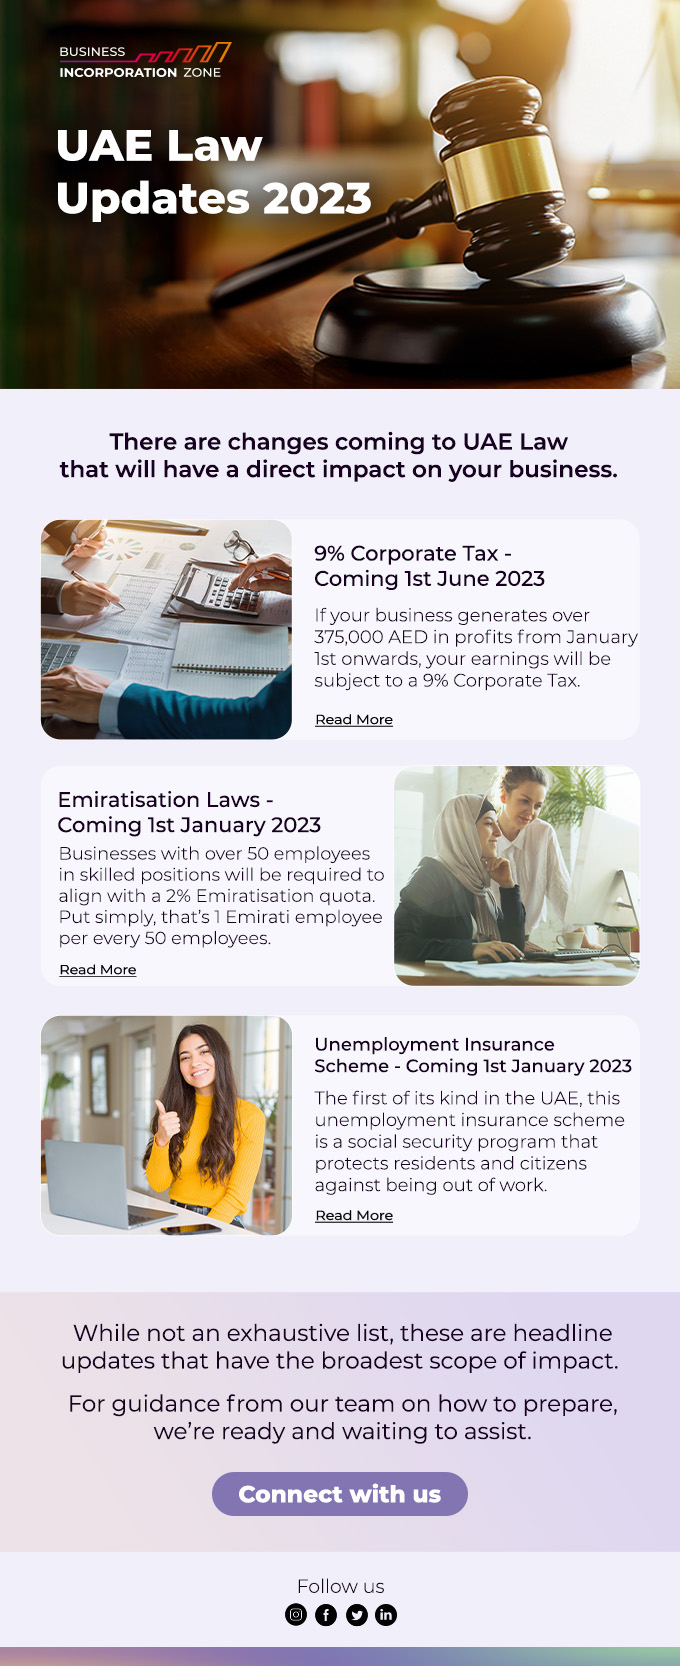 BUSINESS
INCORPORATION ZONE
UAE Law
Updates 2023
There are changes coming to UAE Law
that will have a direct impact on your business.
9% Corporate Tax -
Coming 1st June 2023
If your business generates over
375,000 AED in profits from January
1st onwards, your earnings will be
subject to a 9% Corporate Tax.
Read More
Emiratisation Laws -
Coming 1st January 2023
Businesses with over 50 employees
in skilled positions will be required to
align with a 2% Emiratisation quota.
Put simply, that's 1 Emirati employee
per every 50 employees.
Read More
Unemployment Insurance
Scheme - Coming 1st January 2023
The first of its kind in the UAE, this
unemployment insurance scheme
is a social security program that
protects residents and citizens
against being out of work.
Read More
While not an exhaustive list, these are headline
updates that have the broadest scope of impact.
For guidance from our team on how to prepare,
we're ready and waiting to assist.
Connect with us
Follow us